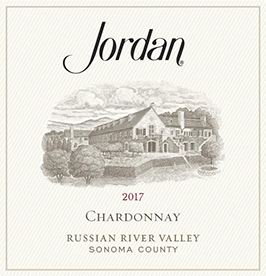 Jordan®
2017
CHARDONNAY
RUSSIAN RIVER VALLEY
SONOMA COUNTY